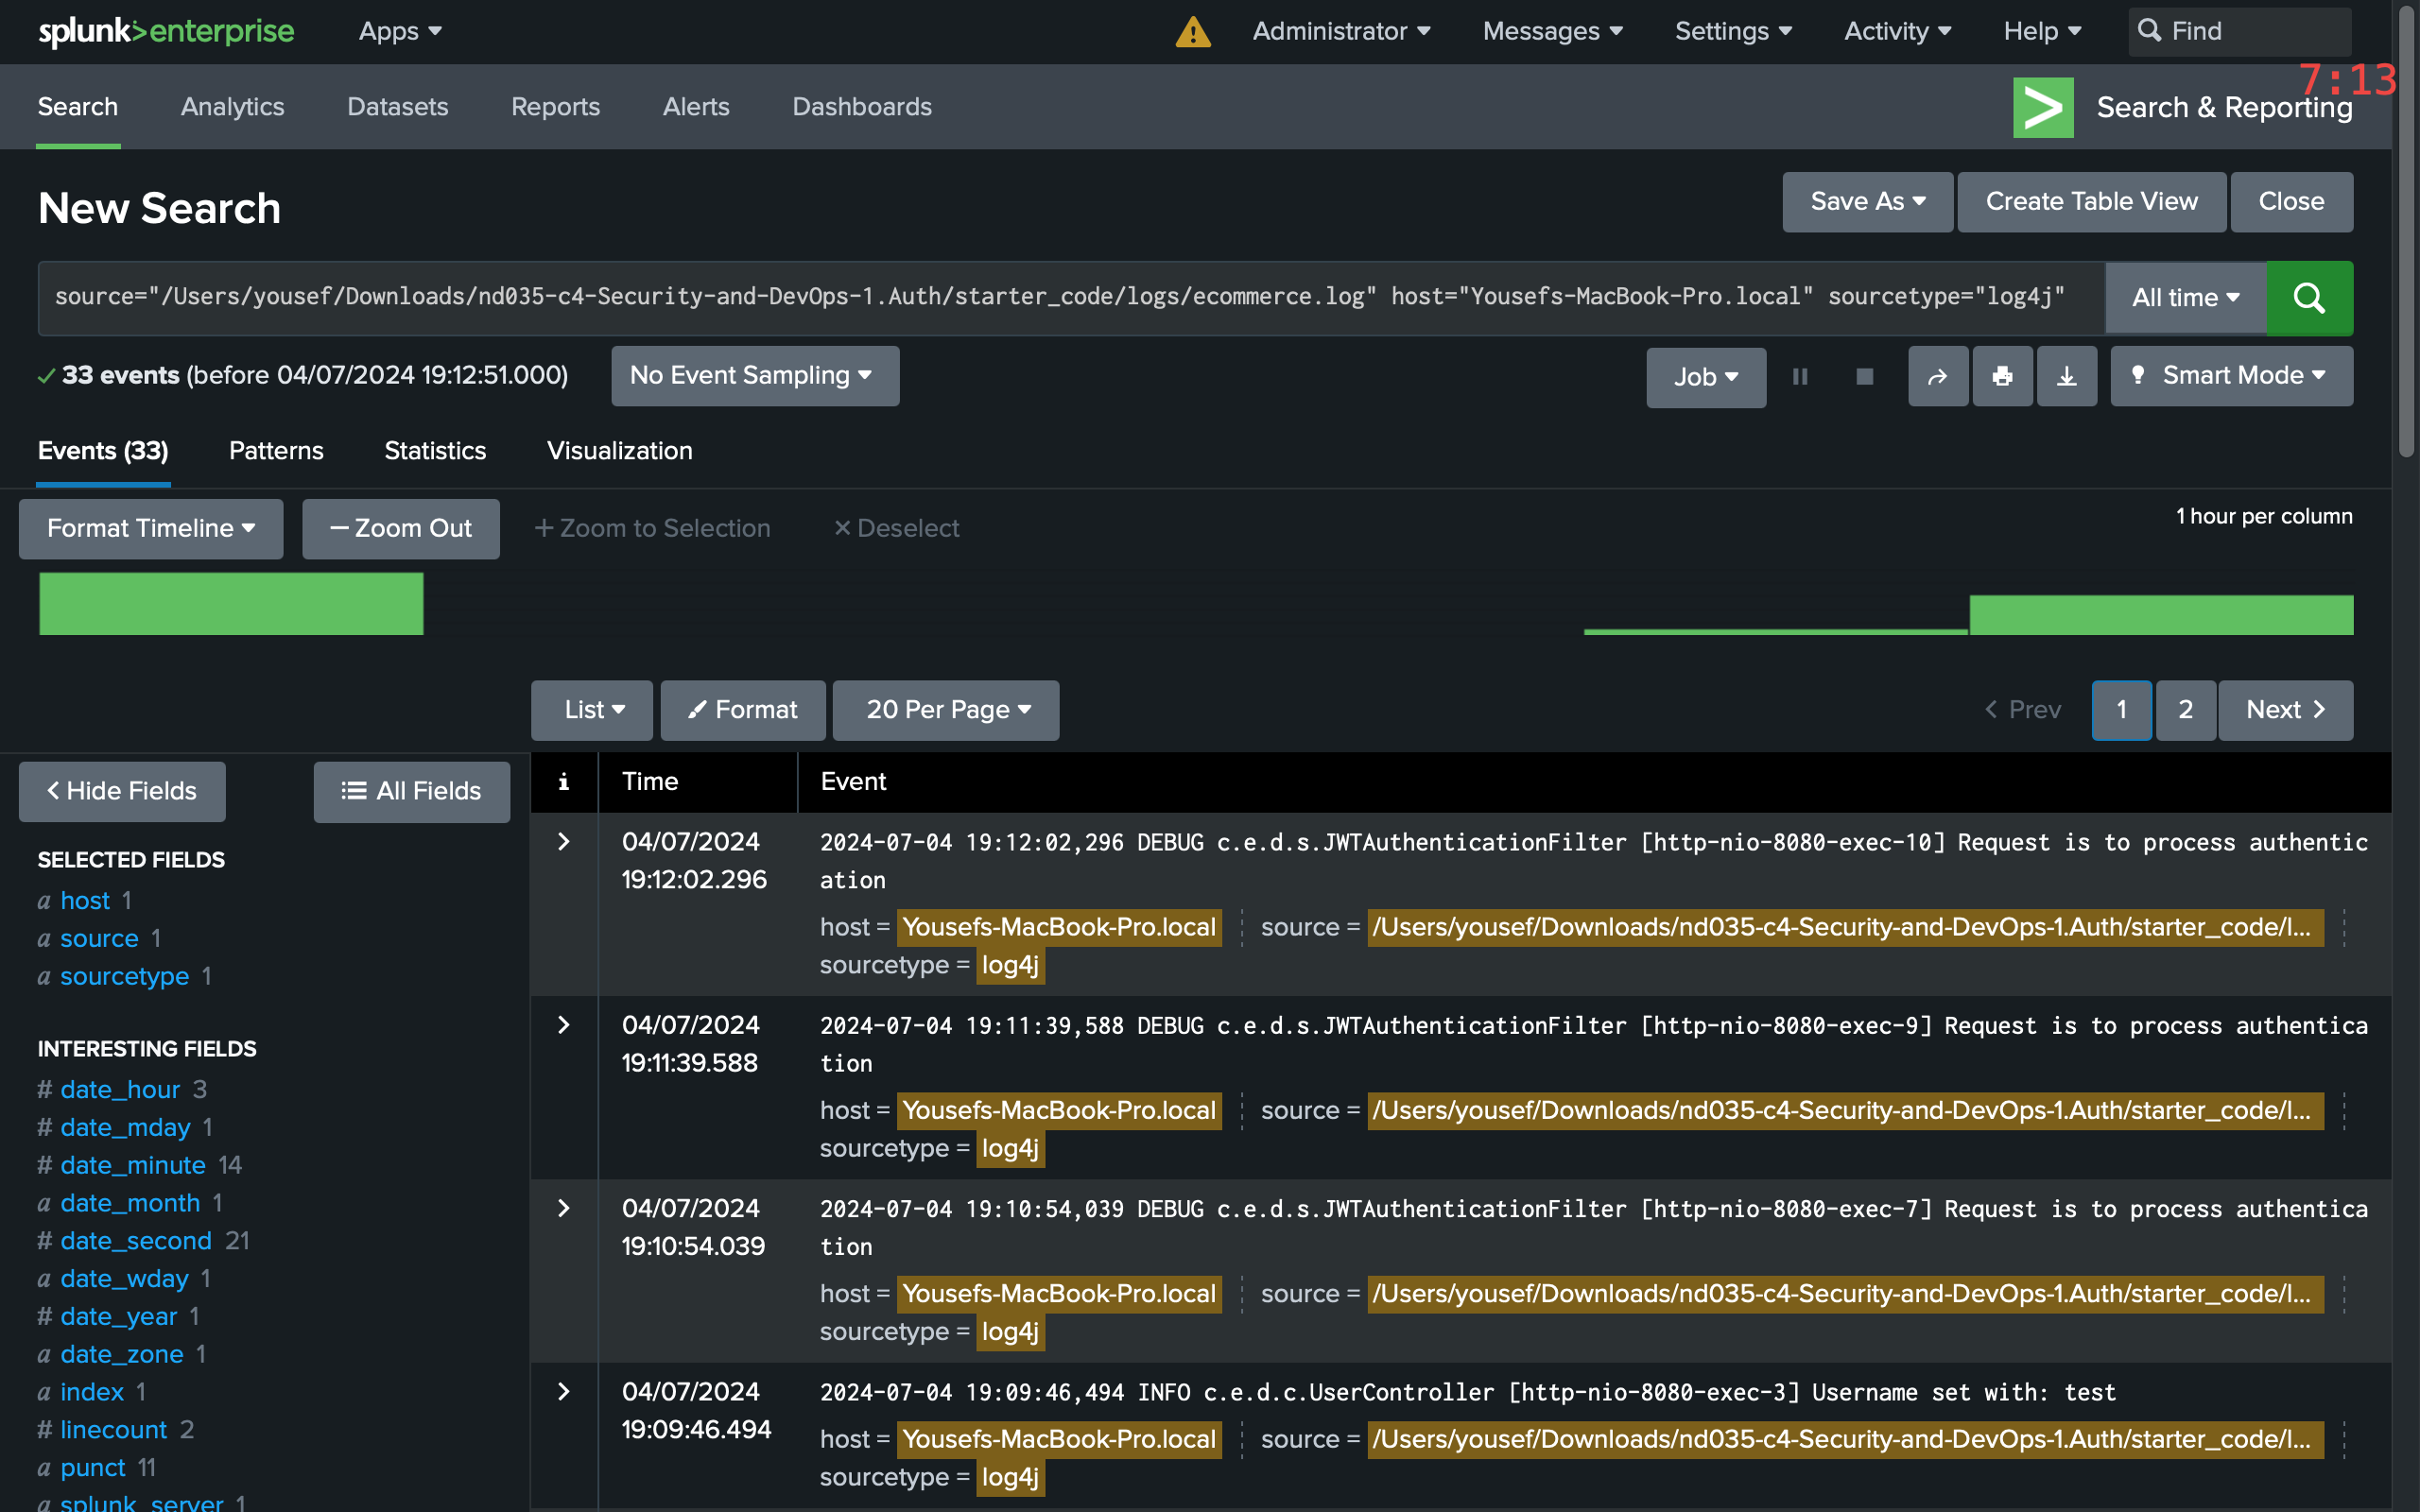 splunk>enterprise Apps Administrator Messages Settings Activity Help Find
7:13
Search Analytics Datasets Reports Alerts Dashboards > Search & Reporting
New Search Save As Create Table View Close
source="/Users/yousef/Downloads/nd035-c4-Security-and-DevOps-1.Auth/starter_code/logs/ecommerce.log" host="Yousefs-MacBook-Pro.local" sourcetype="log4j" All time
33 events (before 04/07/2024 19:12:51.000) No Event Sampling Job Smart Mode
Events (33) Patterns Statistics Visualization
Format Timeline — Zoom Out + Zoom to Selection × Deselect 1 hour per column
List Format 20 Per Page < Prev 1 2 Next >
< Hide Fields All Fields
SELECTED FIELDS
a host 1
a source 1
a sourcetype 1
INTERESTING FIELDS
# date_hour 3
# date_mday 1
# date_minute 14
a date_month 1
# date_second 21
a date_wday 1
# date_year 1
a date_zone 1
a index 1
# linecount 2
a punct 11
a splunk_server 1
i Time Event
> 04/07/2024 2024-07-04 19:12:02,296 DEBUG c.e.d.s.JWTAuthenticationFilter [http-nio-8080-exec-10] Request is to process authentic
19:12:02.296 ation
host = Yousefs-MacBook-Pro.local source = /Users/yousef/Downloads/nd035-c4-Security-and-DevOps-1.Auth/starter_code/l...
sourcetype = log4j
> 04/07/2024 2024-07-04 19:11:39,588 DEBUG c.e.d.s.JWTAuthenticationFilter [http-nio-8080-exec-9] Request is to process authentica
19:11:39.588 tion
host = Yousefs-MacBook-Pro.local source = /Users/yousef/Downloads/nd035-c4-Security-and-DevOps-1.Auth/starter_code/l...
sourcetype = log4j
> 04/07/2024 2024-07-04 19:10:54,039 DEBUG c.e.d.s.JWTAuthenticationFilter [http-nio-8080-exec-7] Request is to process authentica
19:10:54.039 tion
host = Yousefs-MacBook-Pro.local source = /Users/yousef/Downloads/nd035-c4-Security-and-DevOps-1.Auth/starter_code/l...
sourcetype = log4j
> 04/07/2024 2024-07-04 19:09:46,494 INFO c.e.d.c.UserController [http-nio-8080-exec-3] Username set with: test
19:09:46.494
host = Yousefs-MacBook-Pro.local source = /Users/yousef/Downloads/nd035-c4-Security-and-DevOps-1.Auth/starter_code/l...
sourcetype = log4j